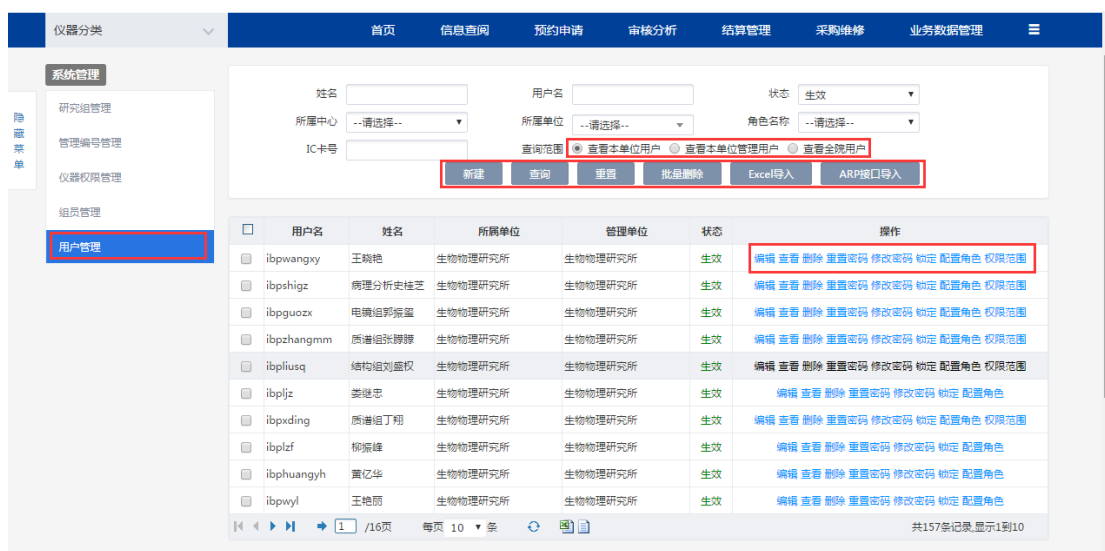 仪器分类 首页 信息查阅 预约申请 审核分析 结算管理 采购维修 业务数据管理
系统管理
隐藏菜单
研究组管理
管理编号管理
仪器权限管理
组员管理
用户管理
姓名 用户名 状态 生效
所属中心 --请选择-- 所属单位 --请选择-- 角色名称 --请选择--
IC卡号 查询范围 查看本单位用户 查看本单位管理用户 查看全院用户
新建 查询 重置 批量删除 Excel导入 ARP接口导入
用户名 姓名 所属单位 管理单位 状态 操作
ibpwangxy 王晓艳 生物物理研究所 生物物理研究所 生效 编辑 查看 删除 重置密码 修改密码 锁定 配置角色 权限范围
ibpshigz 病理分析史桂芝 生物物理研究所 生物物理研究所 生效 编辑 查看 删除 重置密码 修改密码 锁定 配置角色 权限范围
ibpguozx 电镜组郭振玺 生物物理研究所 生物物理研究所 生效 编辑 查看 删除 重置密码 修改密码 锁定 配置角色 权限范围
ibpzhangmm 质谱组张朦朦 生物物理研究所 生物物理研究所 生效 编辑 查看 删除 重置密码 修改密码 锁定 配置角色 权限范围
ibpliusq 结构组刘盛权 生物物理研究所 生物物理研究所 生效 编辑 查看 删除 重置密码 修改密码 锁定 配置角色 权限范围
ibpljz 娄继忠 生物物理研究所 生物物理研究所 生效 编辑 查看 删除 重置密码 修改密码 锁定 配置角色
ibpxding 质谱组丁翔 生物物理研究所 生物物理研究所 生效 编辑 查看 删除 重置密码 修改密码 锁定 配置角色 权限范围
ibplzf 柳振峰 生物物理研究所 生物物理研究所 生效 编辑 查看 删除 重置密码 修改密码 锁定 配置角色
ibphuangyh 黄亿华 生物物理研究所 生物物理研究所 生效 编辑 查看 删除 重置密码 修改密码 锁定 配置角色
ibpwyl 王艳丽 生物物理研究所 生物物理研究所 生效 编辑 查看 删除 重置密码 修改密码 锁定 配置角色
1 /16页 每页 10 条 共157条记录,显示1到10